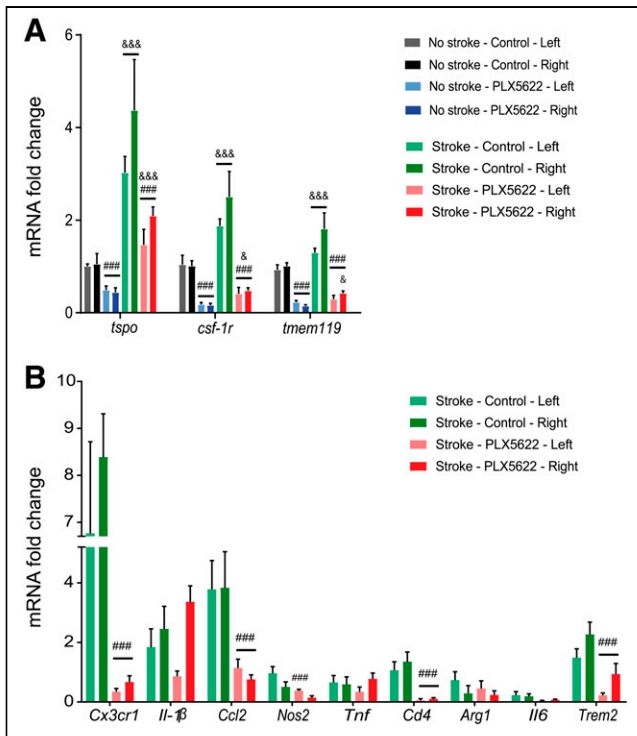 A
mRNA fold change
6
4
2
0
&&&
&&&
###
###
&&&
###
&
###
&&&
###
###
&
tspo
csf-1r
tmem119
No stroke - Control - Left
No stroke - Control - Right
No stroke - PLX5622 - Left
No stroke - PLX5622 - Right
Stroke - Control - Left
Stroke - Control - Right
Stroke - PLX5622 - Left
Stroke - PLX5622 - Right
B
mRNA fold change
10
9
8
7
4
2
0
###
###
###
###
###
Cx3cr1
Il-1β
Ccl2
Nos2
Tnf
Cd4
Arg1
Il6
Trem2
Stroke - Control - Left
Stroke - Control - Right
Stroke - PLX5622 - Left
Stroke - PLX5622 - Right